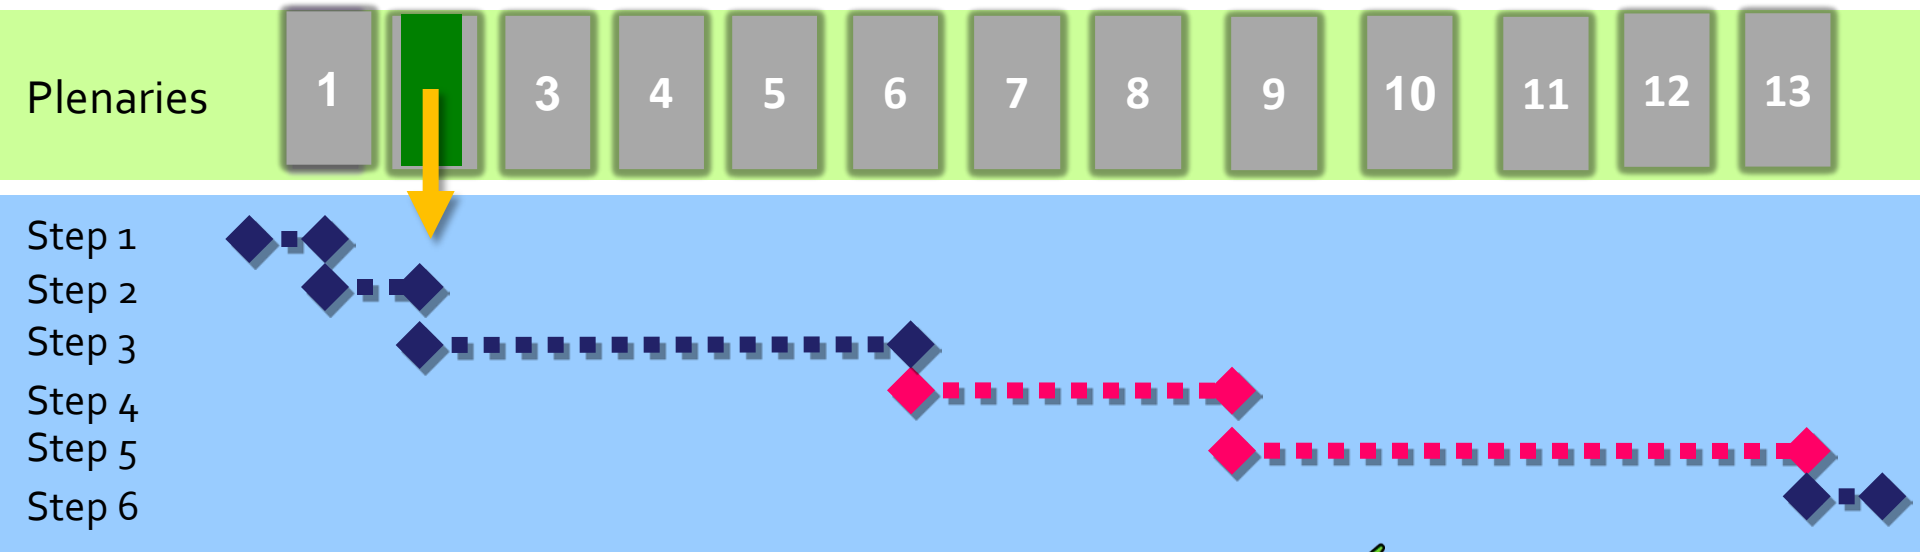 Plenaries 1 3 4 5 6 7 8 9 10 11 12 13
Step 1
Step 2
Step 3
Step 4
Step 5
Step 6